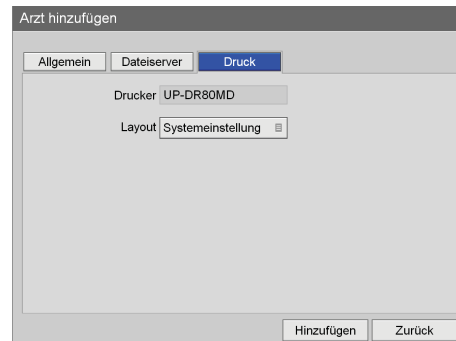 Arzt hinzufügen
Allgemein Dateiserver Druck
Drucker UP-DR80MD
Layout Systemeinstellung
Hinzufügen Zurück